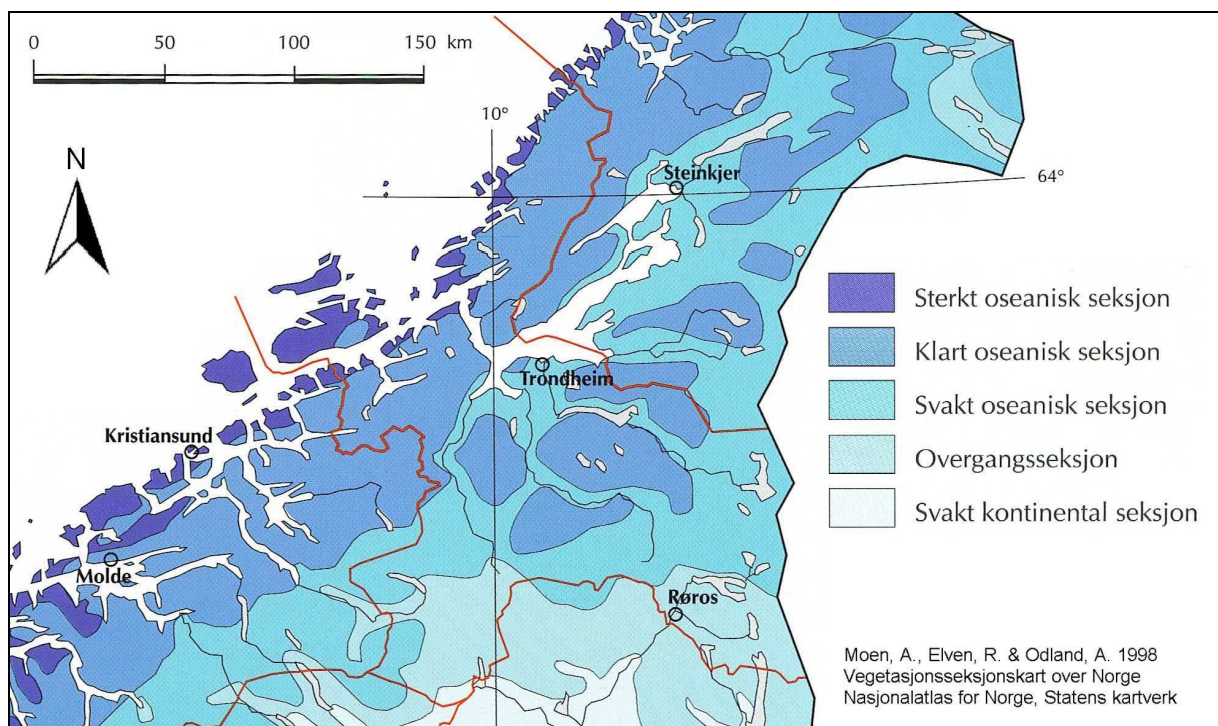 0 50 100 150 km
N
10°
64°
Steinkjer
Trondheim
Kristiansund
Molde
Røros
Sterkt oseanisk seksjon
Klart oseanisk seksjon
Svakt oseanisk seksjon
Overgangsseksjon
Svakt kontinental seksjon
Moen, A., Elven, R. & Odland, A. 1998
Vegetasjonsseksjonskart over Norge
Nasjonalatlas for Norge, Statens kartverk